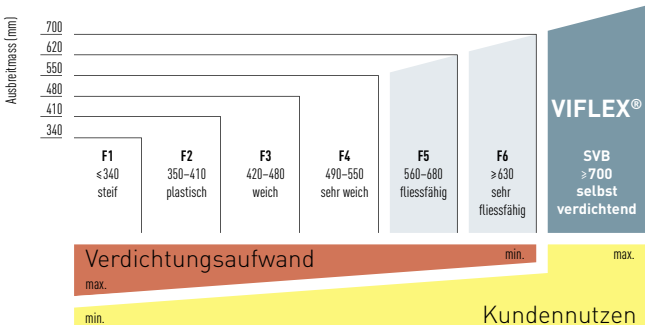 Ausbreitmass (mm)
700
620
550
480
410
340
F1
≤340
steif
F2
350–410
plastisch
F3
420–480
weich
F4
490–550
sehr weich
F5
560–680
fliessfähig
F6
≥630
sehr
fliessfähig
VIFLEX®
SVB
≥700
selbst
verdichtend
Verdichtungsaufwand
max.
min.
max.
min.
Kundennutzen